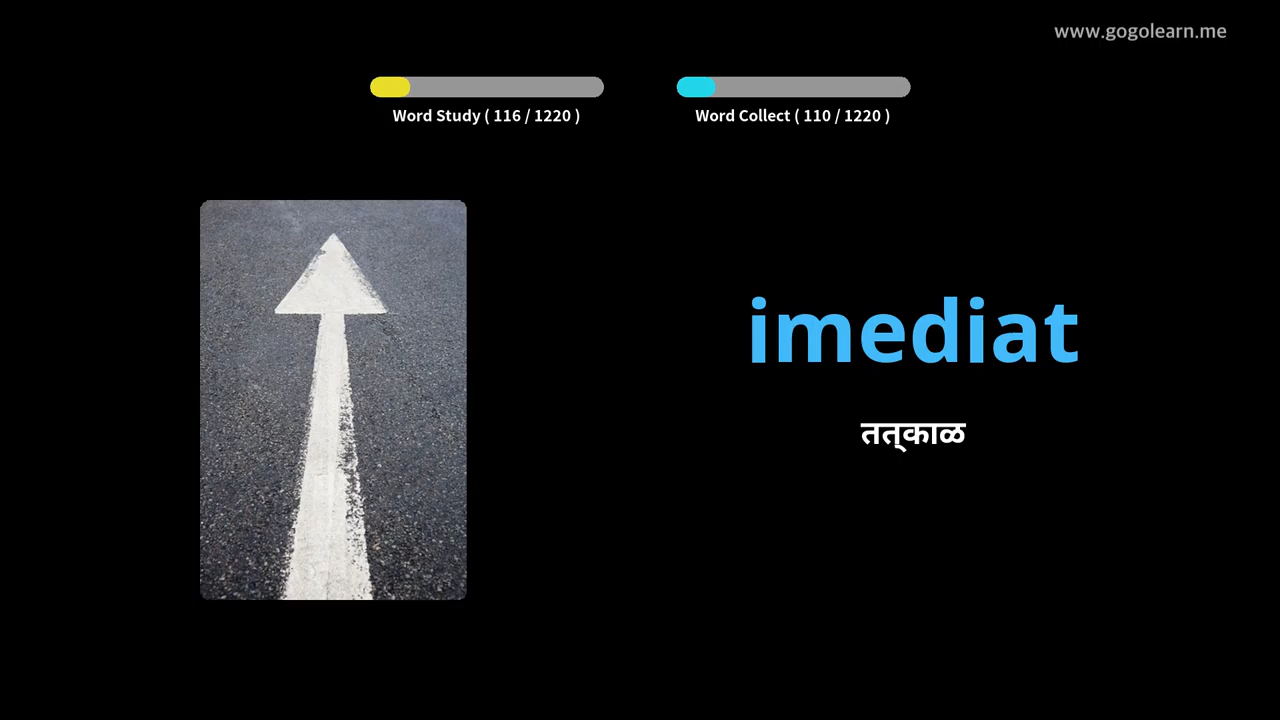 www.gogolearn.me
Word Study ( 116 / 1220 )
Word Collect ( 110 / 1220 )
imediat
तत्काळ